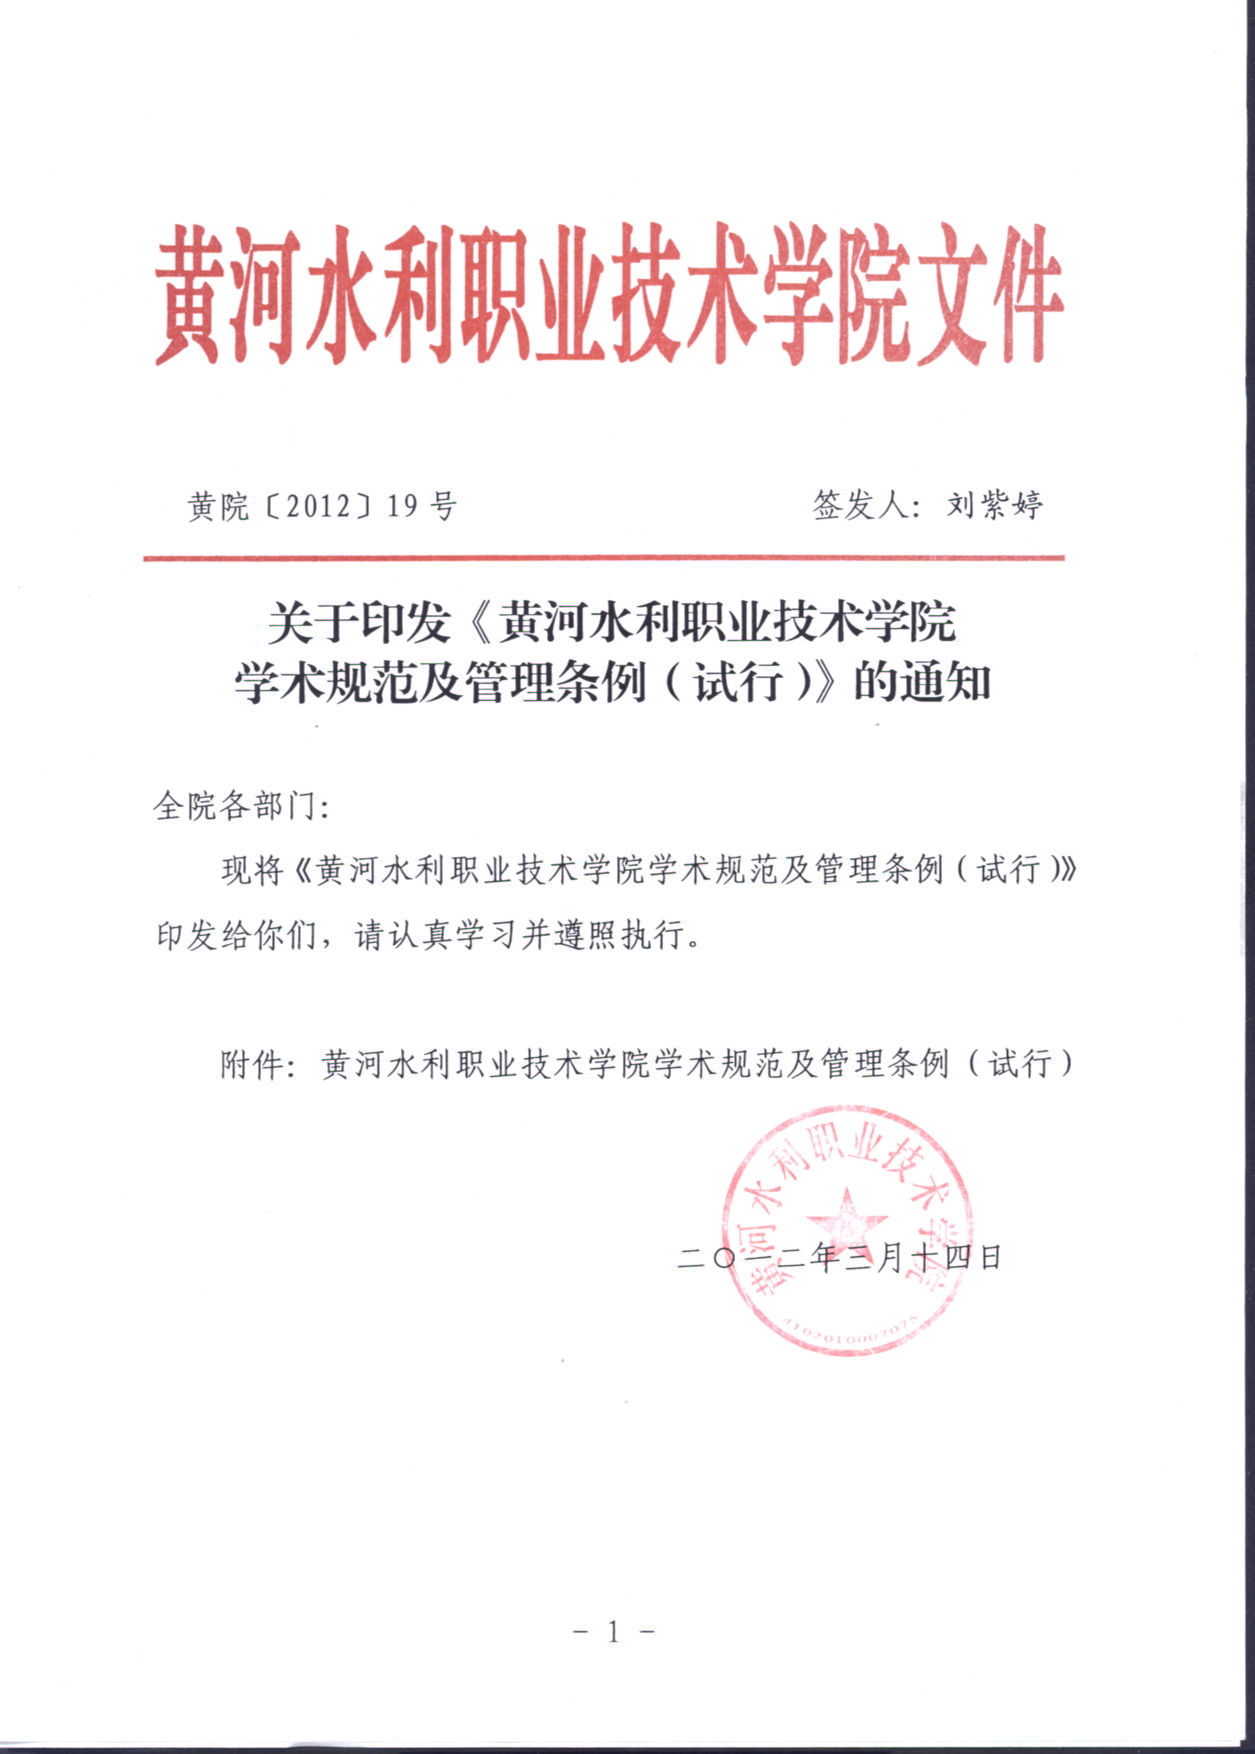 黄河水利职业技术学院文件
黄院〔2012〕19 号 签发人：刘紫婷
关于印发《黄河水利职业技术学院
学术规范及管理条例（试行）》的通知
全院各部门：
现将《黄河水利职业技术学院学术规范及管理条例（试行）》
印发给你们，请认真学习并遵照执行。
附件：黄河水利职业技术学院学术规范及管理条例（试行）
黄河水利职业技术学院
二〇一二年三月十四日
4102010007075
- 1 -